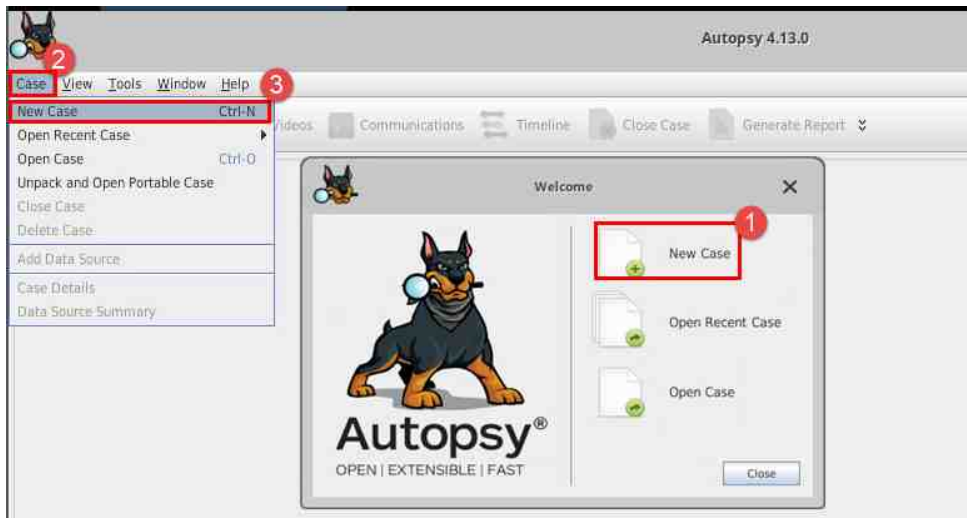 Autopsy 4.13.0
2
Case View Tools Window Help 3
New Case Ctrl-N
Videos Communications Timeline Close Case Generate Report
Open Recent Case
Open Case Ctrl-O
Unpack and Open Portable Case
Close Case
Delete Case
Add Data Source
Case Details
Data Source Summary
Welcome
1
New Case
Open Recent Case
Open Case
Autopsy®
OPEN | EXTENSIBLE | FAST
Close